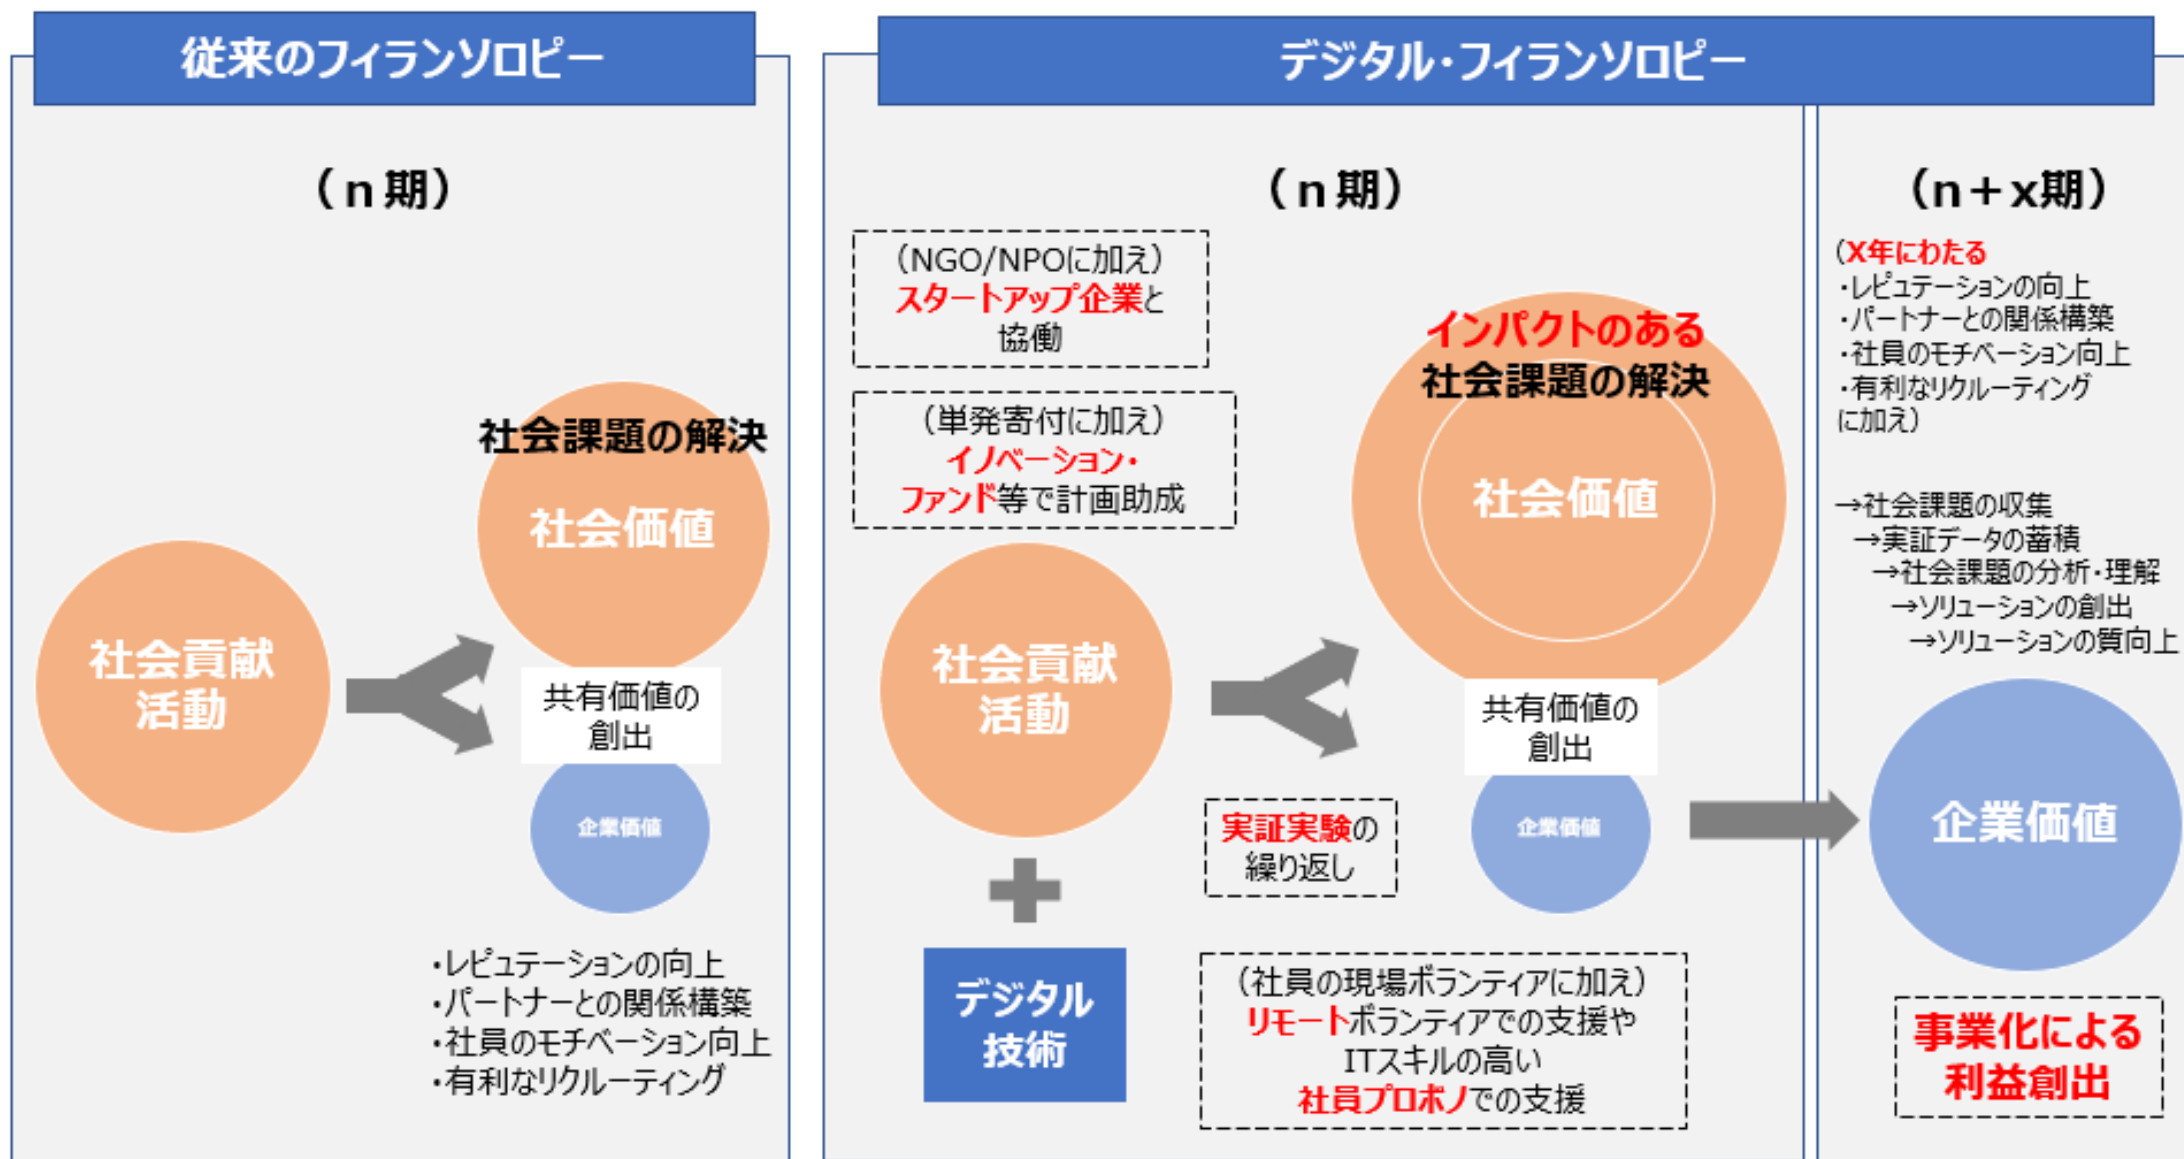 従来のフィランソロピー
（ｎ期）
社会課題の解決
社会価値
社会貢献
活動
共有価値の
創出
企業価値
・レピュテーションの向上
・パートナーとの関係構築
・社員のモチベーション向上
・有利なリクルーティング
デジタル・フィランソロピー
（ｎ期）
（NGO/NPOに加え）
スタートアップ企業と
協働
（単発寄付に加え）
イノベーション・
ファンド等で計画助成
インパクトのある
社会課題の解決
社会価値
社会貢献
活動
共有価値の
創出
実証実験の
繰り返し
企業価値
デジタル
技術
（社員の現場ボランティアに加え）
リモートボランティアでの支援や
ITスキルの高い
社員プロボノでの支援
（n＋x期）
（X年にわたる
・レピュテーションの向上
・パートナーとの関係構築
・社員のモチベーション向上
・有利なリクルーティング
に加え）
→社会課題の収集
→実証データの蓄積
→社会課題の分析・理解
→ソリューションの創出
→ソリューションの質向上
企業価値
事業化による
利益創出